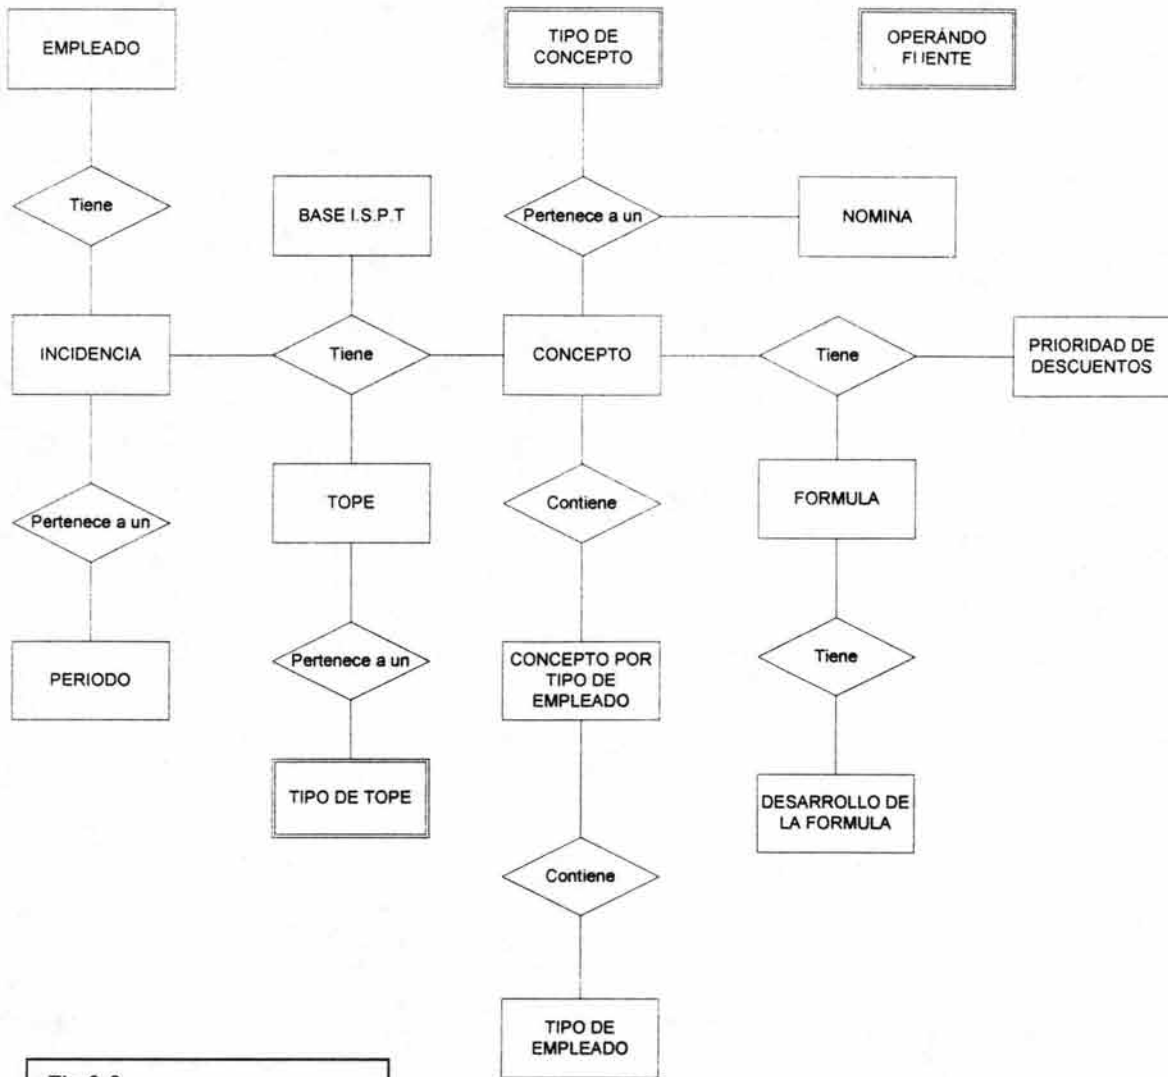 EMPLEADO
TIPO DE
CONCEPTO
OPERÁNDO
FUENTE
Tiene
BASE I.S.P.T
Pertenece a un
NOMINA
INCIDENCIA
Tiene
CONCEPTO
Tiene
PRIORIDAD DE
DESCUENTOS
Pertenece a un
TOPE
Contiene
FORMULA
PERIODO
Pertenece a un
CONCEPTO POR
TIPO DE
EMPLEADO
Tiene
TIPO DE TOPE
DESARROLLO DE
LA FORMULA
Contiene
TIPO DE
EMPLEADO